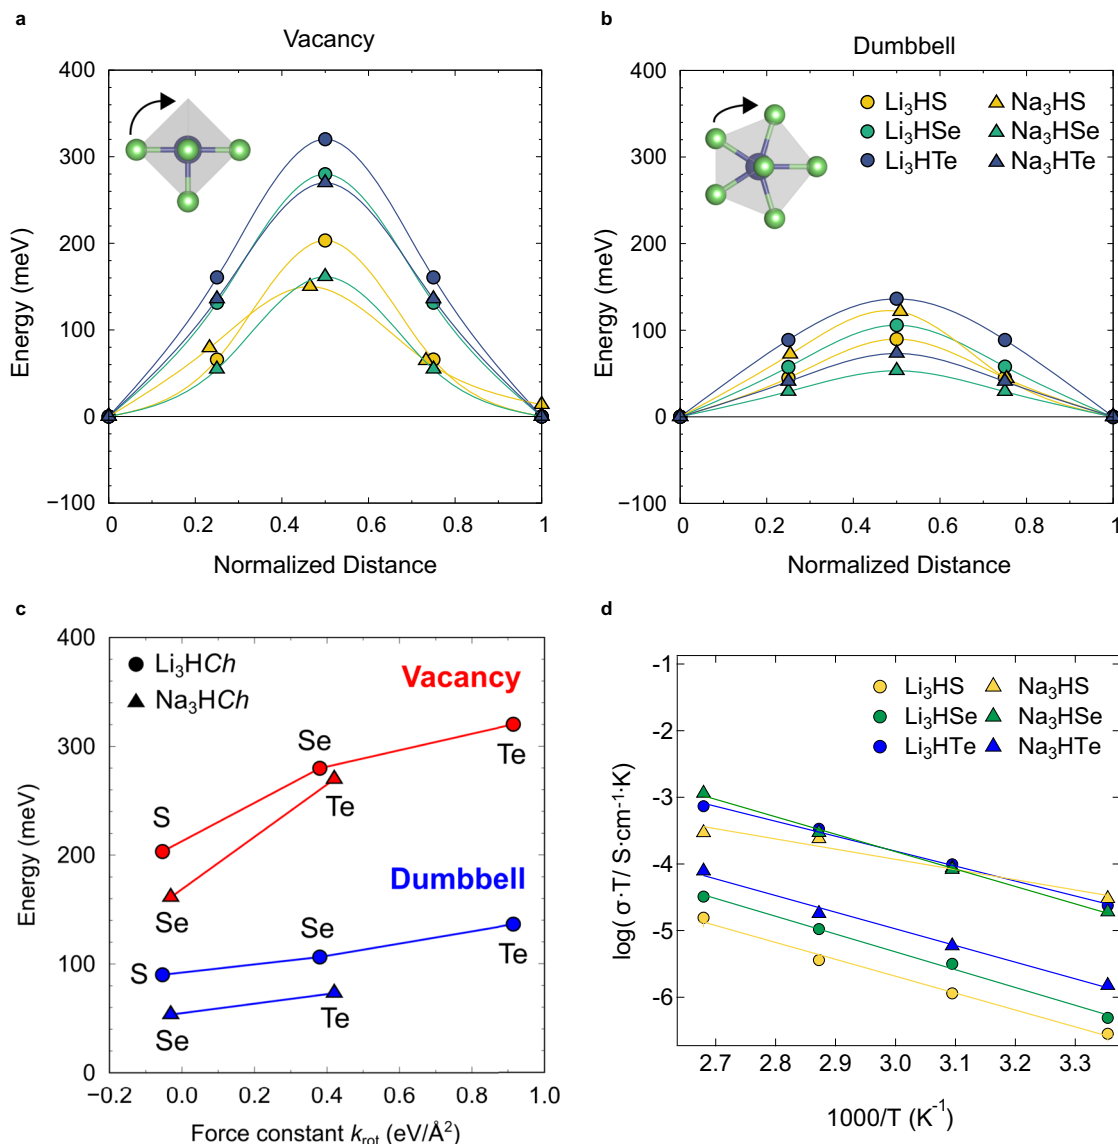 a
Vacancy
400
300
200
100
0
−100
0
0.2
0.4
0.6
0.8
1
Energy (meV)
Normalized Distance
b
Dumbbell
Li₃HS
Na₃HS
Li₃HSe
Na₃HSe
Li₃HTe
Na₃HTe
400
300
200
100
0
−100
0
0.2
0.4
0.6
0.8
1
Energy (meV)
Normalized Distance
c
Li₃HCh
Na₃HCh
Vacancy
Dumbbell
S
Se
Te
Se
Te
S
Se
Te
Se
Te
400
300
200
100
0
−0.2
0.0
0.2
0.4
0.6
0.8
1.0
Energy (meV)
Force constant k_rot (eV/Å²)
d
Li₃HS
Na₃HS
Li₃HSe
Na₃HSe
Li₃HTe
Na₃HTe
-1
-3
-4
-5
-6
2.7
2.8
2.9
3.0
3.1
3.2
3.3
log( σ·T/ S·cm⁻¹·K)
1000/T (K⁻¹)